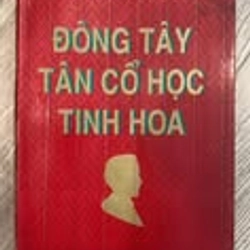 ĐÔNG TÂY
TÂN CỔ HỌC
TINH HOA